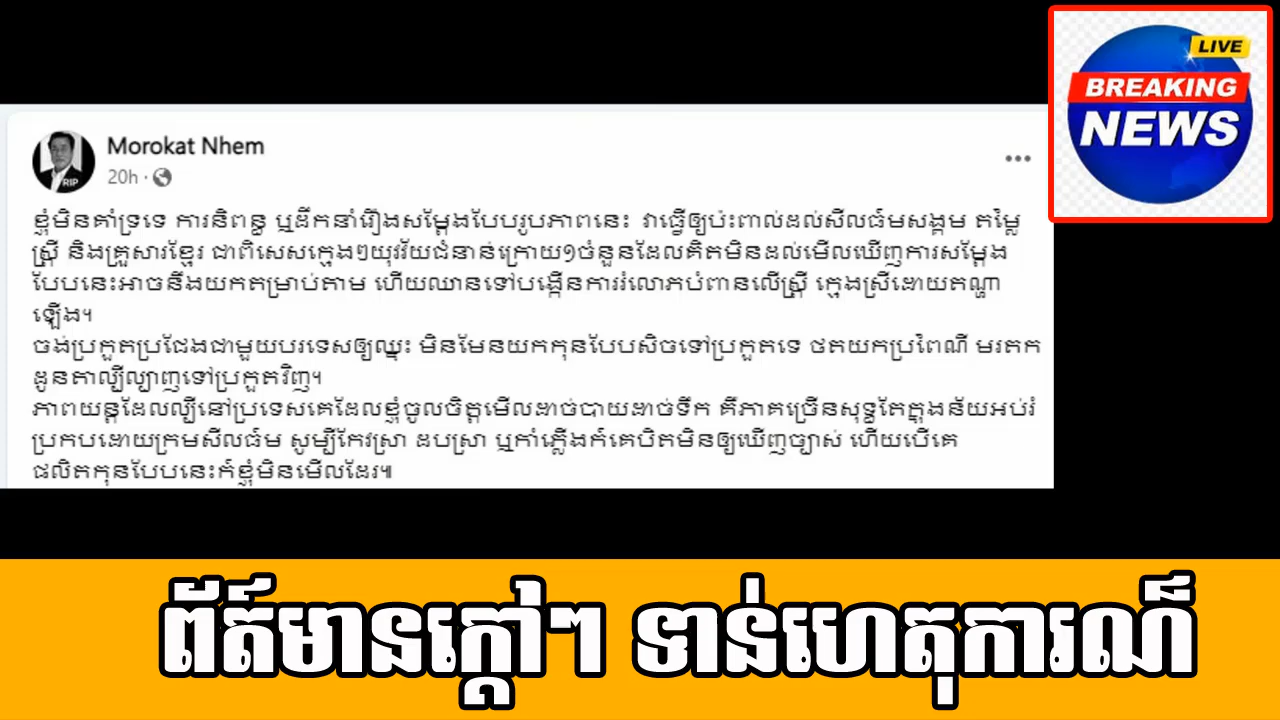 LIVE
BREAKING
NEWS
Morokat Nhem
20h ·
RIP
ខ្ញុំមិនគាំទ្រទេ ការនិពន្ធ ឬដឹកនាំរឿងសម្ដែងបែបរូបភាពនេះ វាធ្វើឲ្យប៉ះពាល់ដល់សីលធ៌មសង្គម តម្លៃ
ស្ត្រី និងគ្រួសារខ្មែរ ជាពិសេសក្មេងៗយុវវ័យជំនាន់ក្រោយ១ចំនួនដែលគិតមិនដល់មើលឃើញការសម្ដែង
បែបនេះអាចនឹងយកតម្រាប់តាម ហើយឈានទៅបង្កើនការរំលោភបំពានលើស្ត្រី ក្មេងស្រីដោយតណ្ហា
ឡើង។
ចង់ប្រកួតប្រជែងជាមួយបរទេសឲ្យឈ្នះ មិនមែនយកកុនបែបសិចទៅប្រកួតទេ ថតយកប្រពៃណី មរតក
ដូនតាល្បីល្បាញទៅប្រកួតវិញ។
ភាពយន្តដែលល្បីនៅប្រទេសគេដែលខ្ញុំចូលចិត្តមើលដាច់បាយដាច់ទឹក គឺភាគច្រើនសុទ្ធតែក្នុងន័យអប់រំ
ប្រកបដោយក្រមសីលធ៌ម សូម្បីកែវស្រា ដបស្រា ឬកាំភ្លើងក៍គេបិតមិនឲ្យឃើញច្បាស់ ហើយបើគេ
ផលិតកុនបែបនេះក៍ខ្ញុំមិនមើលដែរ៕
ព័ត៍មានក្ដៅៗ ទាន់ហេតុការណ៏